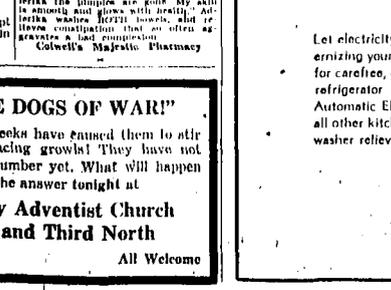 lerika the pimples are gone. My skin
is smooth and glows with health." Ad-
lerika washes BOTH bowels, and re-
lieves constipation that so often ag-
gravates a bad complexion
Colwell's Majestic Pharmacy
E DOGS OF WAR!"
eeks have caused them to stir
acing growls! They have not
umber yet. What will happen
he answer tonight at
y Adventist Church
and Third North
All Welcome
Let electricity
ernizing your
for carefree,
refrigerator
Automatic El
all other kitc
washer reliev